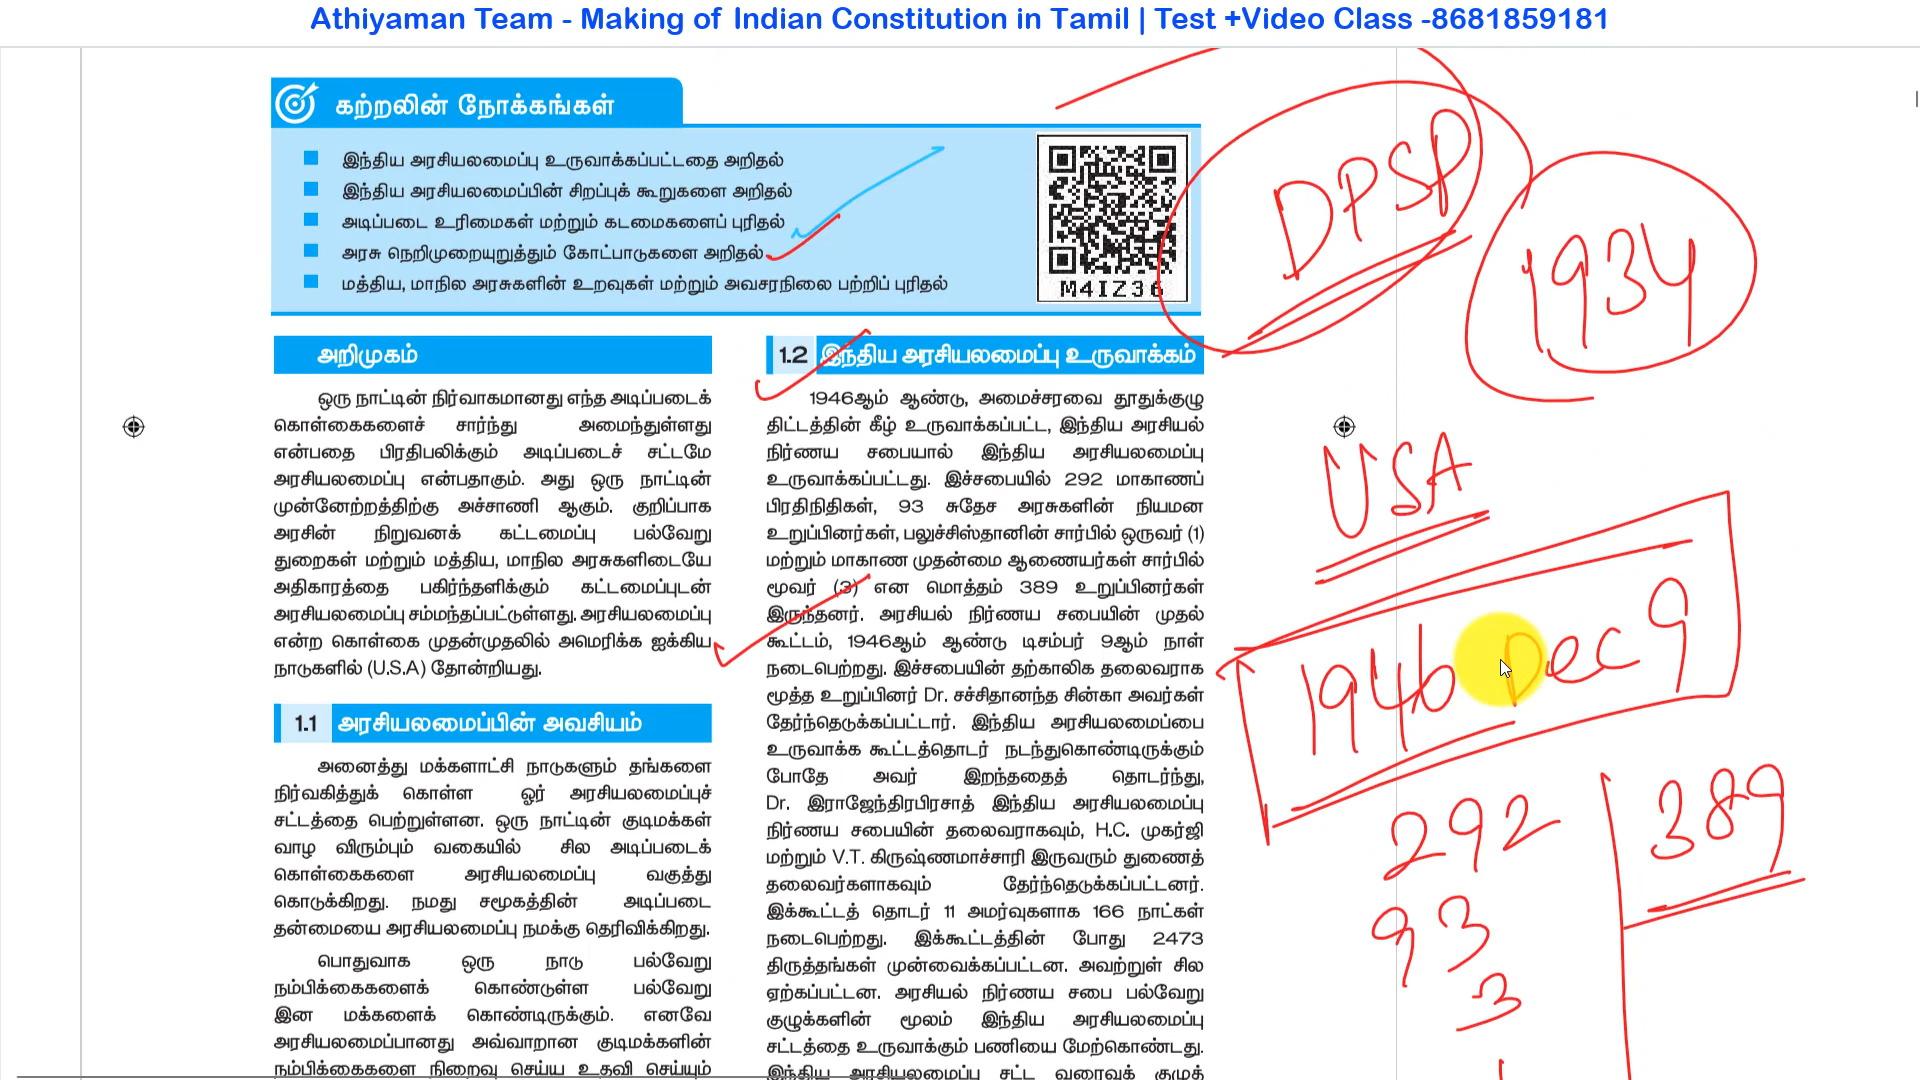 Athiyaman Team - Making of Indian Constitution in Tamil | Test +Video Class -8681859181
கற்றலின் நோக்கங்கள்
இந்திய அரசியலமைப்பு உருவாக்கப்பட்டதை அறிதல்
இந்திய அரசியலமைப்பின் சிறப்புக் கூறுகளை அறிதல்
அடிப்படை உரிமைகள் மற்றும் கடமைகளைப் புரிதல்
அரசு நெறிமுறையுறுத்தும் கோட்பாடுகளை அறிதல்
மத்திய, மாநில அரசுகளின் உறவுகள் மற்றும் அவசரநிலை பற்றிப் புரிதல்
M4IZ36
அறிமுகம்
ஒரு நாட்டின் நிர்வாகமானது எந்த அடிப்படைக்
கொள்கைகளைச் சார்ந்து அமைந்துள்ளது
என்பதை பிரதிபலிக்கும் அடிப்படைச் சட்டமே
அரசியலமைப்பு என்பதாகும். அது ஒரு நாட்டின்
முன்னேற்றத்திற்கு அச்சாணி ஆகும். குறிப்பாக
அரசின் நிறுவனக் கட்டமைப்பு பல்வேறு
துறைகள் மற்றும் மத்திய, மாநில அரசுகளிடையே
அதிகாரத்தை பகிர்ந்தளிக்கும் கட்டமைப்புடன்
அரசியலமைப்பு சம்மந்தப்பட்டுள்ளது. அரசியலமைப்பு
என்ற கொள்கை முதன்முதலில் அமெரிக்க ஐக்கிய
நாடுகளில் (U.S.A) தோன்றியது.
1.1 அரசியலமைப்பின் அவசியம்
அனைத்து மக்களாட்சி நாடுகளும் தங்களை
நிர்வகித்துக் கொள்ள ஓர் அரசியலமைப்புச்
சட்டத்தை பெற்றுள்ளன. ஒரு நாட்டின் குடிமக்கள்
வாழ விரும்பும் வகையில் சில அடிப்படைக்
கொள்கைகளை அரசியலமைப்பு வகுத்து
கொடுக்கிறது. நமது சமூகத்தின் அடிப்படை
தன்மையை அரசியலமைப்பு நமக்கு தெரிவிக்கிறது.
பொதுவாக ஒரு நாடு பல்வேறு
நம்பிக்கைகளைக் கொண்டுள்ள பல்வேறு
இன மக்களைக் கொண்டிருக்கும். எனவே
அரசியலமைப்பானது அவ்வாறான குடிமக்களின்
நம்பிக்கைகளை நிறைவு செய்ய உதவி செய்யும்
1.2 இந்திய அரசியலமைப்பு உருவாக்கம்
1946ஆம் ஆண்டு, அமைச்சரவை தூதுக்குழு
திட்டத்தின் கீழ் உருவாக்கப்பட்ட, இந்திய அரசியல்
நிர்ணய சபையால் இந்திய அரசியலமைப்பு
உருவாக்கப்பட்டது. இச்சபையில் 292 மாகாணப்
பிரதிநிதிகள், 93 சுதேச அரசுகளின் நியமன
உறுப்பினர்கள், பலுச்சிஸ்தானின் சார்பில் ஒருவர் (1)
மற்றும் மாகாண முதன்மை ஆணையர்கள் சார்பில்
மூவர் (3) என மொத்தம் 389 உறுப்பினர்கள்
இருந்தனர். அரசியல் நிர்ணய சபையின் முதல்
கூட்டம், 1946ஆம் ஆண்டு டிசம்பர் 9ஆம் நாள்
நடைபெற்றது. இச்சபையின் தற்காலிக தலைவராக
மூத்த உறுப்பினர் Dr. சச்சிதானந்த சின்கா அவர்கள்
தேர்ந்தெடுக்கப்பட்டார். இந்திய அரசியலமைப்பை
உருவாக்க கூட்டத்தொடர் நடந்துகொண்டிருக்கும்
போதே அவர் இறந்ததைத் தொடர்ந்து,
Dr. இராஜேந்திரபிரசாத் இந்திய அரசியலமைப்பு
நிர்ணய சபையின் தலைவராகவும், H.C. முகர்ஜி
மற்றும் V.T. கிருஷ்ணமாச்சாரி இருவரும் துணைத்
தலைவர்களாகவும் தேர்ந்தெடுக்கப்பட்டனர்.
இக்கூட்டத் தொடர் 11 அமர்வுகளாக 166 நாட்கள்
நடைபெற்றது. இக்கூட்டத்தின் போது 2473
திருத்தங்கள் முன்வைக்கப்பட்டன. அவற்றுள் சில
ஏற்கப்பட்டன. அரசியல் நிர்ணய சபை பல்வேறு
குழுக்களின் மூலம் இந்திய அரசியலமைப்பு
சட்டத்தை உருவாக்கும் பணியை மேற்கொண்டது.
இந்திய அரசியலமைப்பு சட்ட வரைவுக் குழுத்
DPSP
1934
USA
1946 Dec 9
292
389
93
3